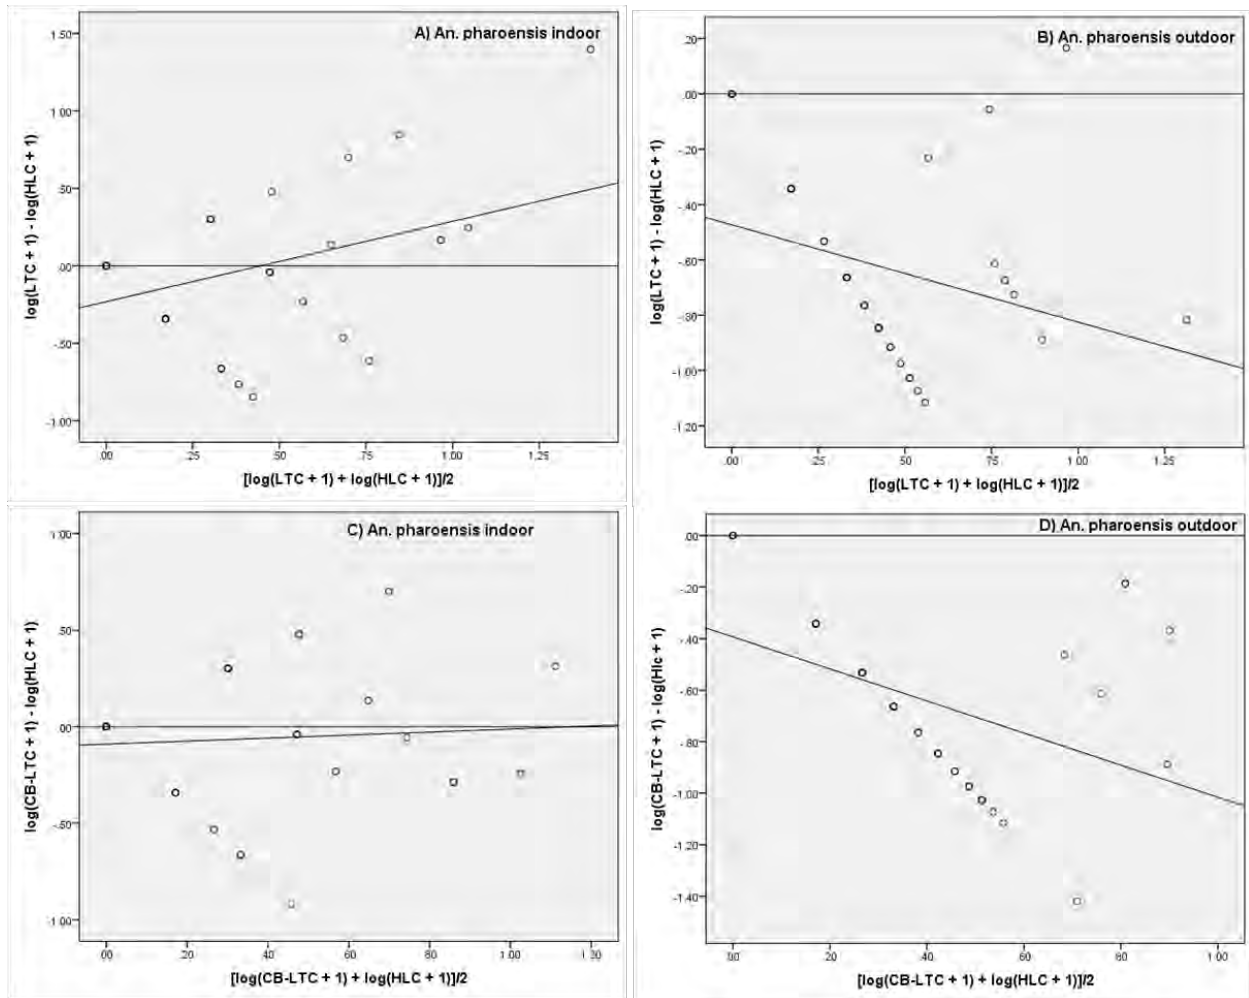 A) An. pharoensis indoor
log(LTC + 1) - log(HLC + 1)
1.50
1.00
.50
.00
-.50
-1.00
.00 .25 .50 .75 1.00 1.25
[log(LTC + 1) + log(HLC + 1)]/2
B) An. pharoensis outdoor
log(LTC + 1) - log(HLC + 1)
.20
.00
-.20
-.40
-.60
-.80
-1.00
-1.20
.00 .25 .50 .75 1.00 1.25
[log(LTC + 1) + log(HLC + 1)]/2
C) An. pharoensis indoor
log(CB-LTC + 1) - log(HLC + 1)
1.00
.50
.00
-.50
-1.00
.00 .20 .40 .60 .80 1.00 1.20
[log(CB-LTC + 1) + log(HLC + 1)]/2
D) An. pharoensis outdoor
log(CB-LTC + 1) - log(Hlc + 1)
.00
-.20
-.40
-.60
-.80
-1.00
-1.20
-1.40
.00 .20 .40 .60 .80 1.00
[log(CB-LTC + 1) + log(HLC + 1)]/2